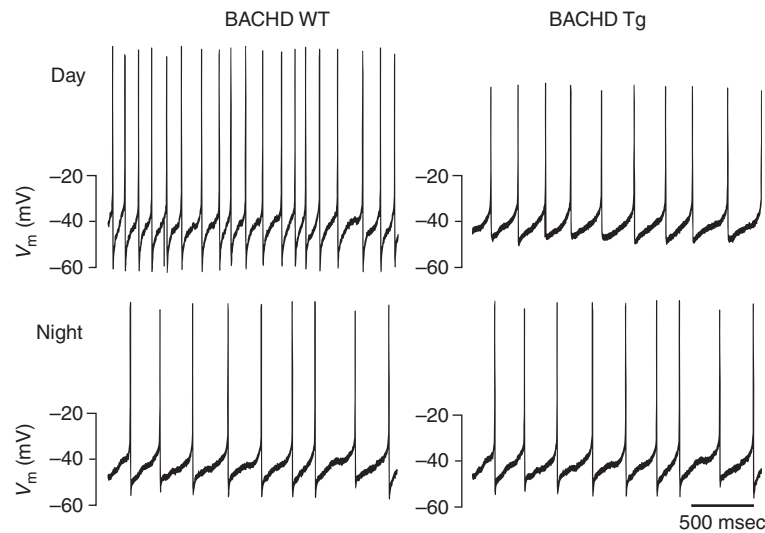 BACHD WT
BACHD Tg
Day
–20
–40
–60
Vm (mV)
–20
–40
–60
Night
–20
–40
–60
Vm (mV)
–20
–40
–60
500 msec